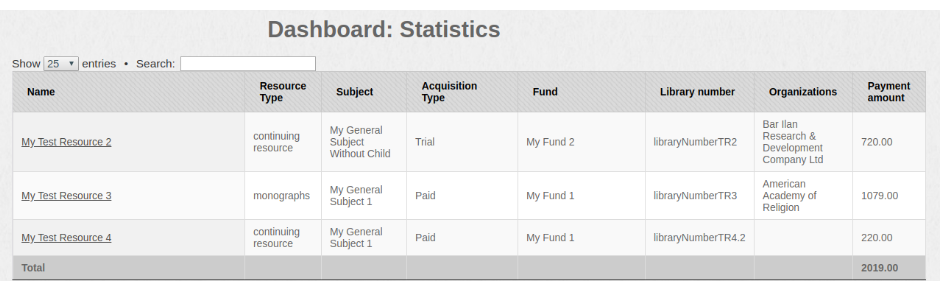 Dashboard: Statistics
Show 25 entries • Search:
Name Resource Type Subject Acquisition Type Fund Library number Organizations Payment amount
My Test Resource 2 continuing resource My General Subject Without Child Trial My Fund 2 libraryNumberTR2 Bar Ilan Research & Development Company Ltd 720.00
My Test Resource 3 monographs My General Subject 1 Paid My Fund 1 libraryNumberTR3 American Academy of Religion 1079.00
My Test Resource 4 continuing resource My General Subject 1 Paid My Fund 1 libraryNumberTR4.2 220.00
Total 2019.00